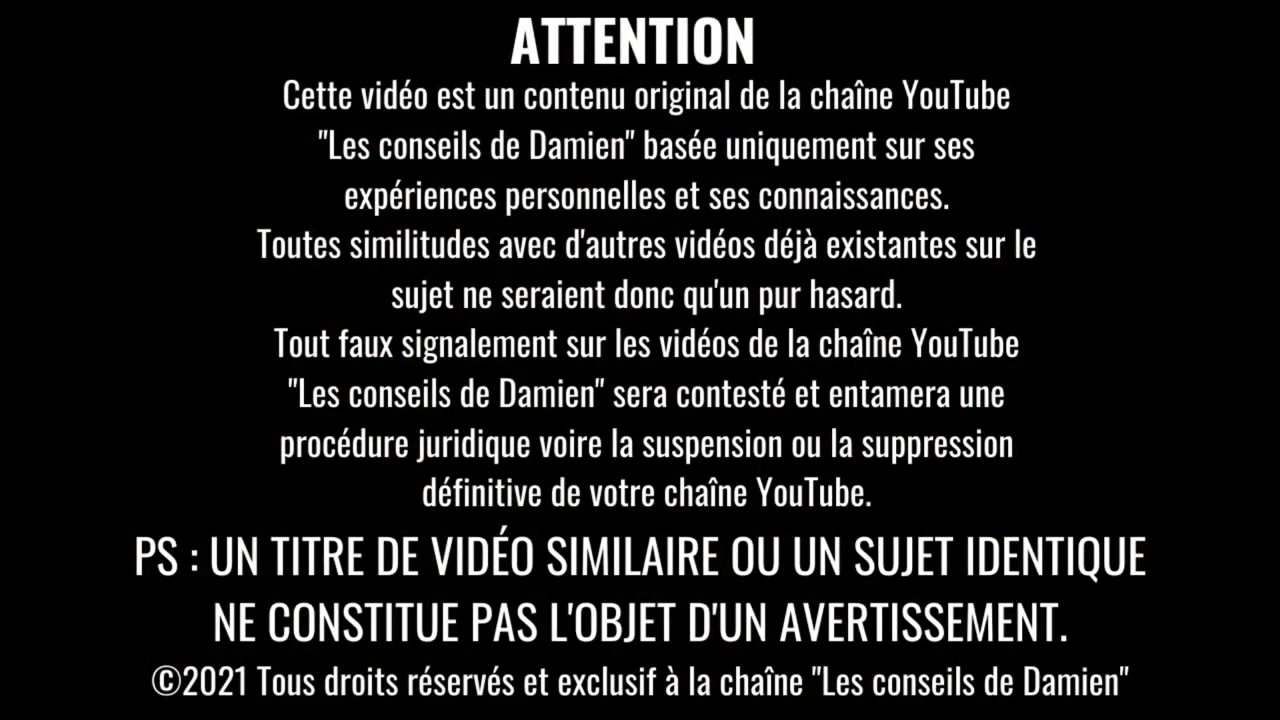 ATTENTION
Cette vidéo est un contenu original de la chaîne YouTube
"Les conseils de Damien" basée uniquement sur ses
expériences personnelles et ses connaissances.
Toutes similitudes avec d'autres vidéos déjà existantes sur le
sujet ne seraient donc qu'un pur hasard.
Tout faux signalement sur les vidéos de la chaîne YouTube
"Les conseils de Damien" sera contesté et entamera une
procédure juridique voire la suspension ou la suppression
définitive de votre chaîne YouTube.
PS : UN TITRE DE VIDÉO SIMILAIRE OU UN SUJET IDENTIQUE
NE CONSTITUE PAS L'OBJET D'UN AVERTISSEMENT.
©2021 Tous droits réservés et exclusif à la chaîne "Les conseils de Damien"